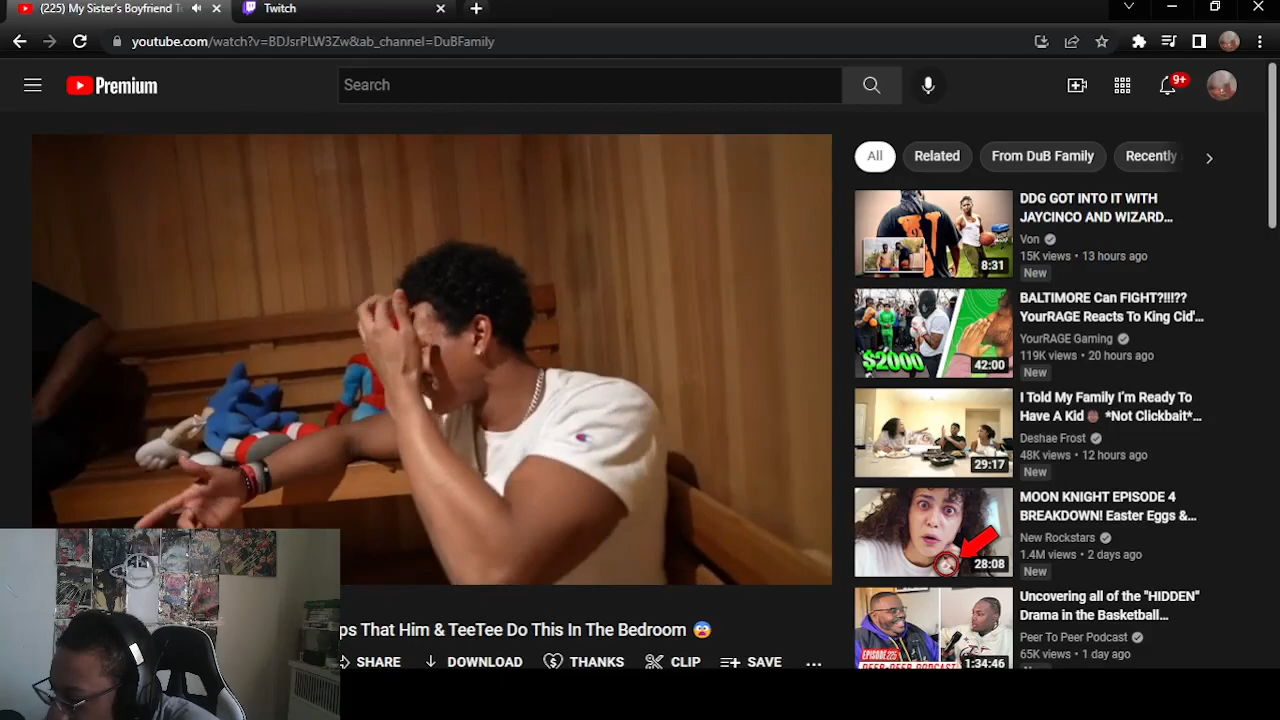 (225) My Sister's Boyfriend
Twitch
youtube.com/watch?v=BDJsrPLW3Zw&ab_channel=DuBFamily
Premium
Search
9+
All
Related
From DuB Family
Recently
DDG GOT INTO IT WITH
JAYCINCO AND WIZARD...
Von
15K views • 13 hours ago
New
8:31
BALTIMORE Can FIGHT?!!!??
YourRAGE Reacts To King Cid'...
YourRAGE Gaming
119K views • 20 hours ago
New
$2000
42:00
I Told My Family I'm Ready To
Have A Kid *Not Clickbait*...
Deshae Frost
48K views • 12 hours ago
New
29:17
MOON KNIGHT EPISODE 4
BREAKDOWN! Easter Eggs &...
New Rockstars
1.4M views • 2 days ago
New
28:08
Uncovering all of the "HIDDEN"
Drama in the Basketball...
Peer To Peer Podcast
65K views • 1 day ago
EPISODE 225
PEER-PEER PODCAST
1:34:46
ps That Him & TeeTee Do This In The Bedroom 😨
SHARE
DOWNLOAD
THANKS
CLIP
SAVE
...